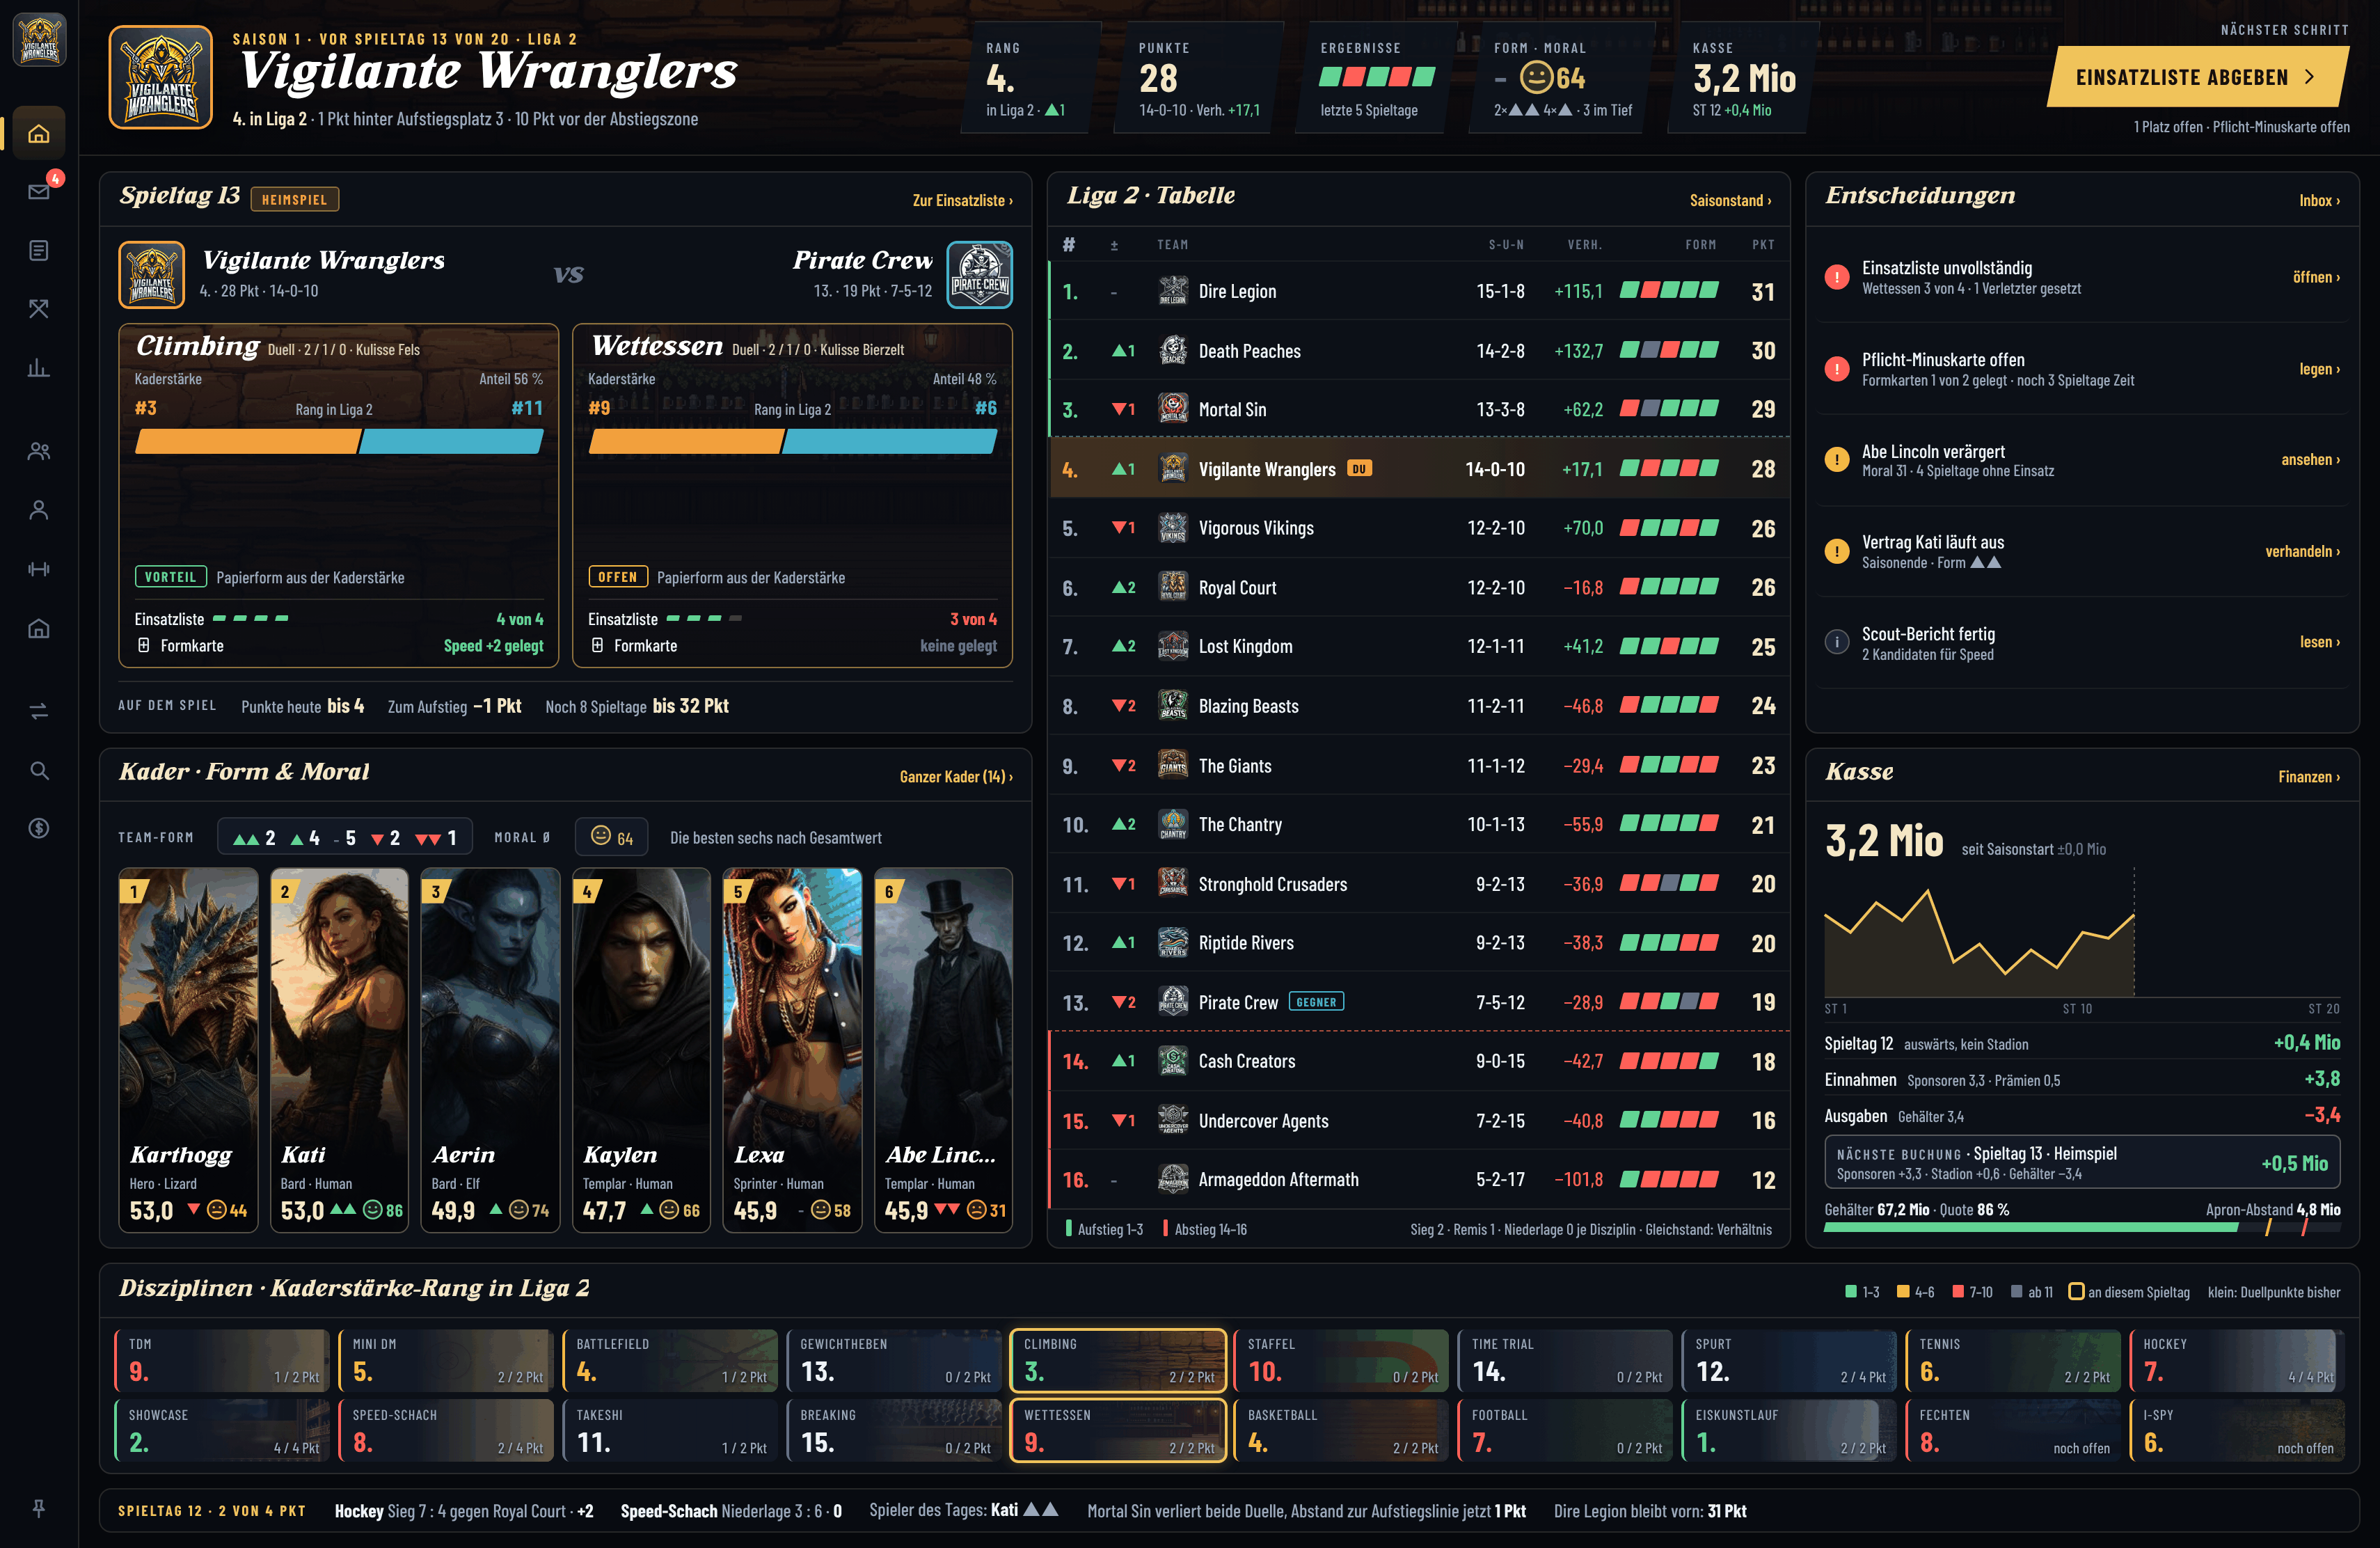 VIGILANTE WRANGLERS
4
VIGILANTE WRANGLERS
SAISON 1 · VOR SPIELTAG 13 VON 20 · LIGA 2
Vigilante Wranglers
4. in Liga 2 · 1 Pkt hinter Aufstiegsplatz 3 · 10 Pkt vor der Abstiegszone
RANG
4.
in Liga 2 · ▲1
PUNKTE
28
14-0-10 · Verh. +17,1
ERGEBNISSE
letzte 5 Spieltage
FORM · MORAL
– 64
2×▲▲ 4×▲ · 3 im Tief
KASSE
3,2 Mio
ST 12 +0,4 Mio
NÄCHSTER SCHRITT
EINSATZLISTE ABGEBEN ›
1 Platz offen · Pflicht-Minuskarte offen
Spieltag 13 HEIMSPIEL Zur Einsatzliste ›
VIGILANTE WRANGLERS
Vigilante Wranglers
4. · 28 Pkt · 14-0-10
vs
Pirate Crew
13. · 19 Pkt · 7-5-12
PIRATE CREW
Climbing Duell · 2 / 1 / 0 · Kulisse Fels
Kaderstärke Anteil 56 %
#3 Rang in Liga 2 #11
VORTEIL Papierform aus der Kaderstärke
Einsatzliste 4 von 4
Formkarte Speed +2 gelegt
Wettessen Duell · 2 / 1 / 0 · Kulisse Bierzelt
Kaderstärke Anteil 48 %
#9 Rang in Liga 2 #6
OFFEN Papierform aus der Kaderstärke
Einsatzliste 3 von 4
Formkarte keine gelegt
AUF DEM SPIEL Punkte heute bis 4 Zum Aufstieg −1 Pkt Noch 8 Spieltage bis 32 Pkt
Kader · Form & Moral Ganzer Kader (14) ›
TEAM-FORM ▲▲ 2 ▲ 4 – 5 ▼ 2 ▼▼ 1 MORAL Ø 64 Die besten sechs nach Gesamtwert
1
Karthogg
Hero · Lizard
53,0 ▼ 44
2
Kati
Bard · Human
53,0 ▲▲ 86
3
Aerin
Bard · Elf
49,9 ▲ 74
4
Kaylen
Templar · Human
47,7 ▲ 66
5
Lexa
Sprinter · Human
45,9 – 58
6
Abe Linc...
Templar · Human
45,9 ▼▼ 31
Liga 2 · Tabelle Saisonstand ›
# ± TEAM S-U-N VERH. FORM PKT
1. – Dire Legion 15-1-8 +115,1 31
2. ▲1 Death Peaches 14-2-8 +132,7 30
3. ▼1 Mortal Sin 13-3-8 +62,2 29
4. ▲1 Vigilante Wranglers DU 14-0-10 +17,1 28
5. ▼1 Vigorous Vikings 12-2-10 +70,0 26
6. ▲2 Royal Court 12-2-10 −16,8 26
7. ▲2 Lost Kingdom 12-1-11 +41,2 25
8. ▼2 Blazing Beasts 11-2-11 −46,8 24
9. ▼2 The Giants 11-1-12 −29,4 23
10. ▲2 The Chantry 10-1-13 −55,9 21
11. ▼1 Stronghold Crusaders 9-2-13 −36,9 20
12. ▲1 Riptide Rivers 9-2-13 −38,3 20
13. ▼2 Pirate Crew GEGNER 7-5-12 −28,9 19
14. ▲1 Cash Creators 9-0-15 −42,7 18
15. ▼1 Undercover Agents 7-2-15 −40,8 16
16. – Armageddon Aftermath 5-2-17 −101,8 12
Aufstieg 1–3 Abstieg 14–16 Sieg 2 · Remis 1 · Niederlage 0 je Disziplin · Gleichstand: Verhältnis
Entscheidungen Inbox ›
! Einsatzliste unvollständig öffnen ›
Wettessen 3 von 4 · 1 Verletzter gesetzt
! Pflicht-Minuskarte offen legen ›
Formkarten 1 von 2 gelegt · noch 3 Spieltage Zeit
! Abe Lincoln verärgert ansehen ›
Moral 31 · 4 Spieltage ohne Einsatz
! Vertrag Kati läuft aus verhandeln ›
Saisonende · Form ▲▲
i Scout-Bericht fertig lesen ›
2 Kandidaten für Speed
Kasse Finanzen ›
3,2 Mio seit Saisonstart ±0,0 Mio
ST 1 ST 10 ST 20
Spieltag 12 auswärts, kein Stadion +0,4 Mio
Einnahmen Sponsoren 3,3 · Prämien 0,5 +3,8
Ausgaben Gehälter 3,4 −3,4
NÄCHSTE BUCHUNG · Spieltag 13 · Heimspiel +0,5 Mio
Sponsoren +3,3 · Stadion +0,6 · Gehälter −3,4
Gehälter 67,2 Mio · Quote 86 % Apron-Abstand 4,8 Mio
Disziplinen · Kaderstärke-Rang in Liga 2 1–3 4–6 7–10 ab 11 an diesem Spieltag klein: Duellpunkte bisher
TDM
9. 1 / 2 Pkt
MINI DM
5. 2 / 2 Pkt
BATTLEFIELD
4. 1 / 2 Pkt
GEWICHTHEBEN
13. 0 / 2 Pkt
CLIMBING
3. 2 / 2 Pkt
STAFFEL
10. 0 / 2 Pkt
TIME TRIAL
14. 0 / 2 Pkt
SPURT
12. 2 / 4 Pkt
TENNIS
6. 2 / 2 Pkt
HOCKEY
7. 4 / 4 Pkt
SHOWCASE
2. 4 / 4 Pkt
SPEED-SCHACH
8. 2 / 4 Pkt
TAKESHI
11. 1 / 2 Pkt
BREAKING
15. 0 / 2 Pkt
WETTESSEN
9. 2 / 2 Pkt
BASKETBALL
4. 2 / 2 Pkt
FOOTBALL
7. 0 / 2 Pkt
EISKUNSTLAUF
1. 2 / 2 Pkt
FECHTEN
8. noch offen
I-SPY
6. noch offen
SPIELTAG 12 · 2 VON 4 PKT Hockey Sieg 7 : 4 gegen Royal Court · +2 Speed-Schach Niederlage 3 : 6 · 0 Spieler des Tages: Kati ▲▲ Mortal Sin verliert beide Duelle, Abstand zur Aufstiegslinie jetzt 1 Pkt Dire Legion bleibt vorn: 31 Pkt